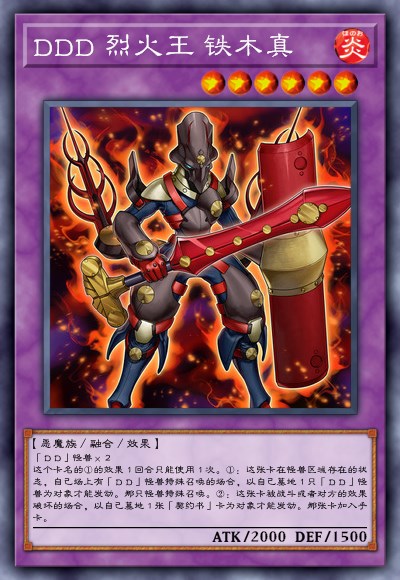 DDD 烈火王 铁木真
ほのお
炎
【恶魔族／融合／效果】
「DD」怪兽×2
这个卡名的①的效果1回合只能使用1次。①：这张卡在怪兽区域存在的状
态，自己场上有「DD」怪兽特殊召唤的场合，以自己墓地1只「DD」怪
兽为对象才能发动。那只怪兽特殊召唤。②：这张卡被战斗或者对方的效果
破坏的场合，以自己墓地1张「契约书」卡为对象才能发动。那张卡加入手
卡。
ATK/2000 DEF/1500